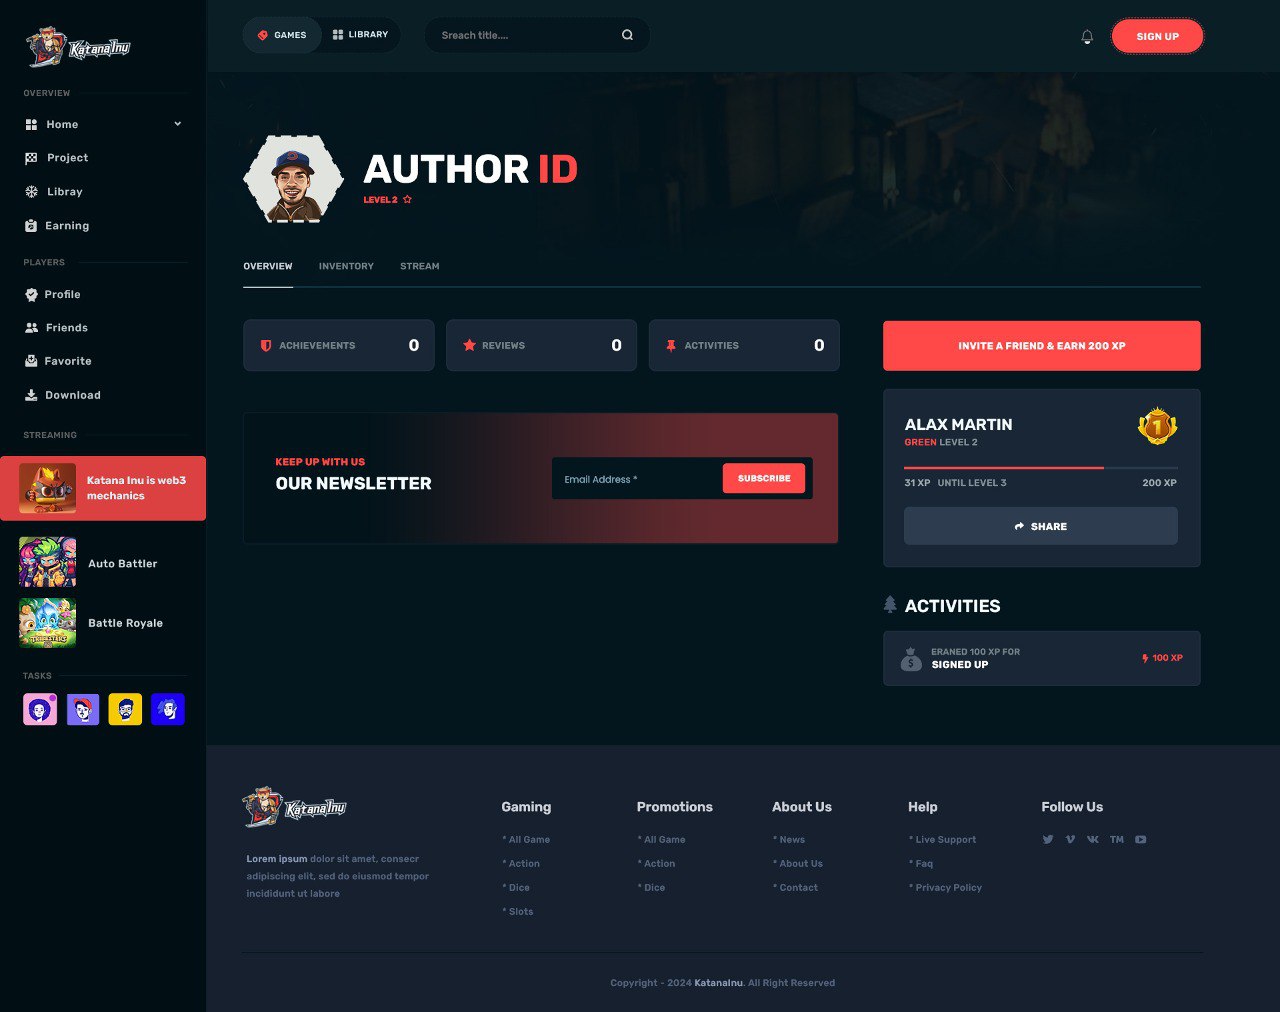 KatanaInu
GAMES
LIBRARY
Sreach title....
SIGN UP
OVERVIEW
Home
Project
Libray
Earning
PLAYERS
Profile
Friends
Favorite
Download
STREAMING
Katana Inu is web3
mechanics
Auto Battler
Battle Royale
TASKS
AUTHOR ID
LEVEL 2
OVERVIEW
INVENTORY
STREAM
ACHIEVEMENTS
0
REVIEWS
0
ACTIVITIES
0
KEEP UP WITH US
OUR NEWSLETTER
Email Address *
SUBSCRIBE
INVITE A FRIEND & EARN 200 XP
ALAX MARTIN
GREEN LEVEL 2
1
31 XP UNTIL LEVEL 3
200 XP
SHARE
ACTIVITIES
ERANED 100 XP FOR
SIGNED UP
100 XP
KatanaInu
Lorem ipsum dolor sit amet, consecr
adipiscing elit, sed do eiusmod tempor
incididunt ut labore
Gaming
* All Game
* Action
* Dice
* Slots
Promotions
* All Game
* Action
* Dice
About Us
* News
* About Us
* Contact
Help
* Live Support
* Faq
* Privacy Policy
Follow Us
TM
Copyright - 2024 KatanaInu. All Right Reserved